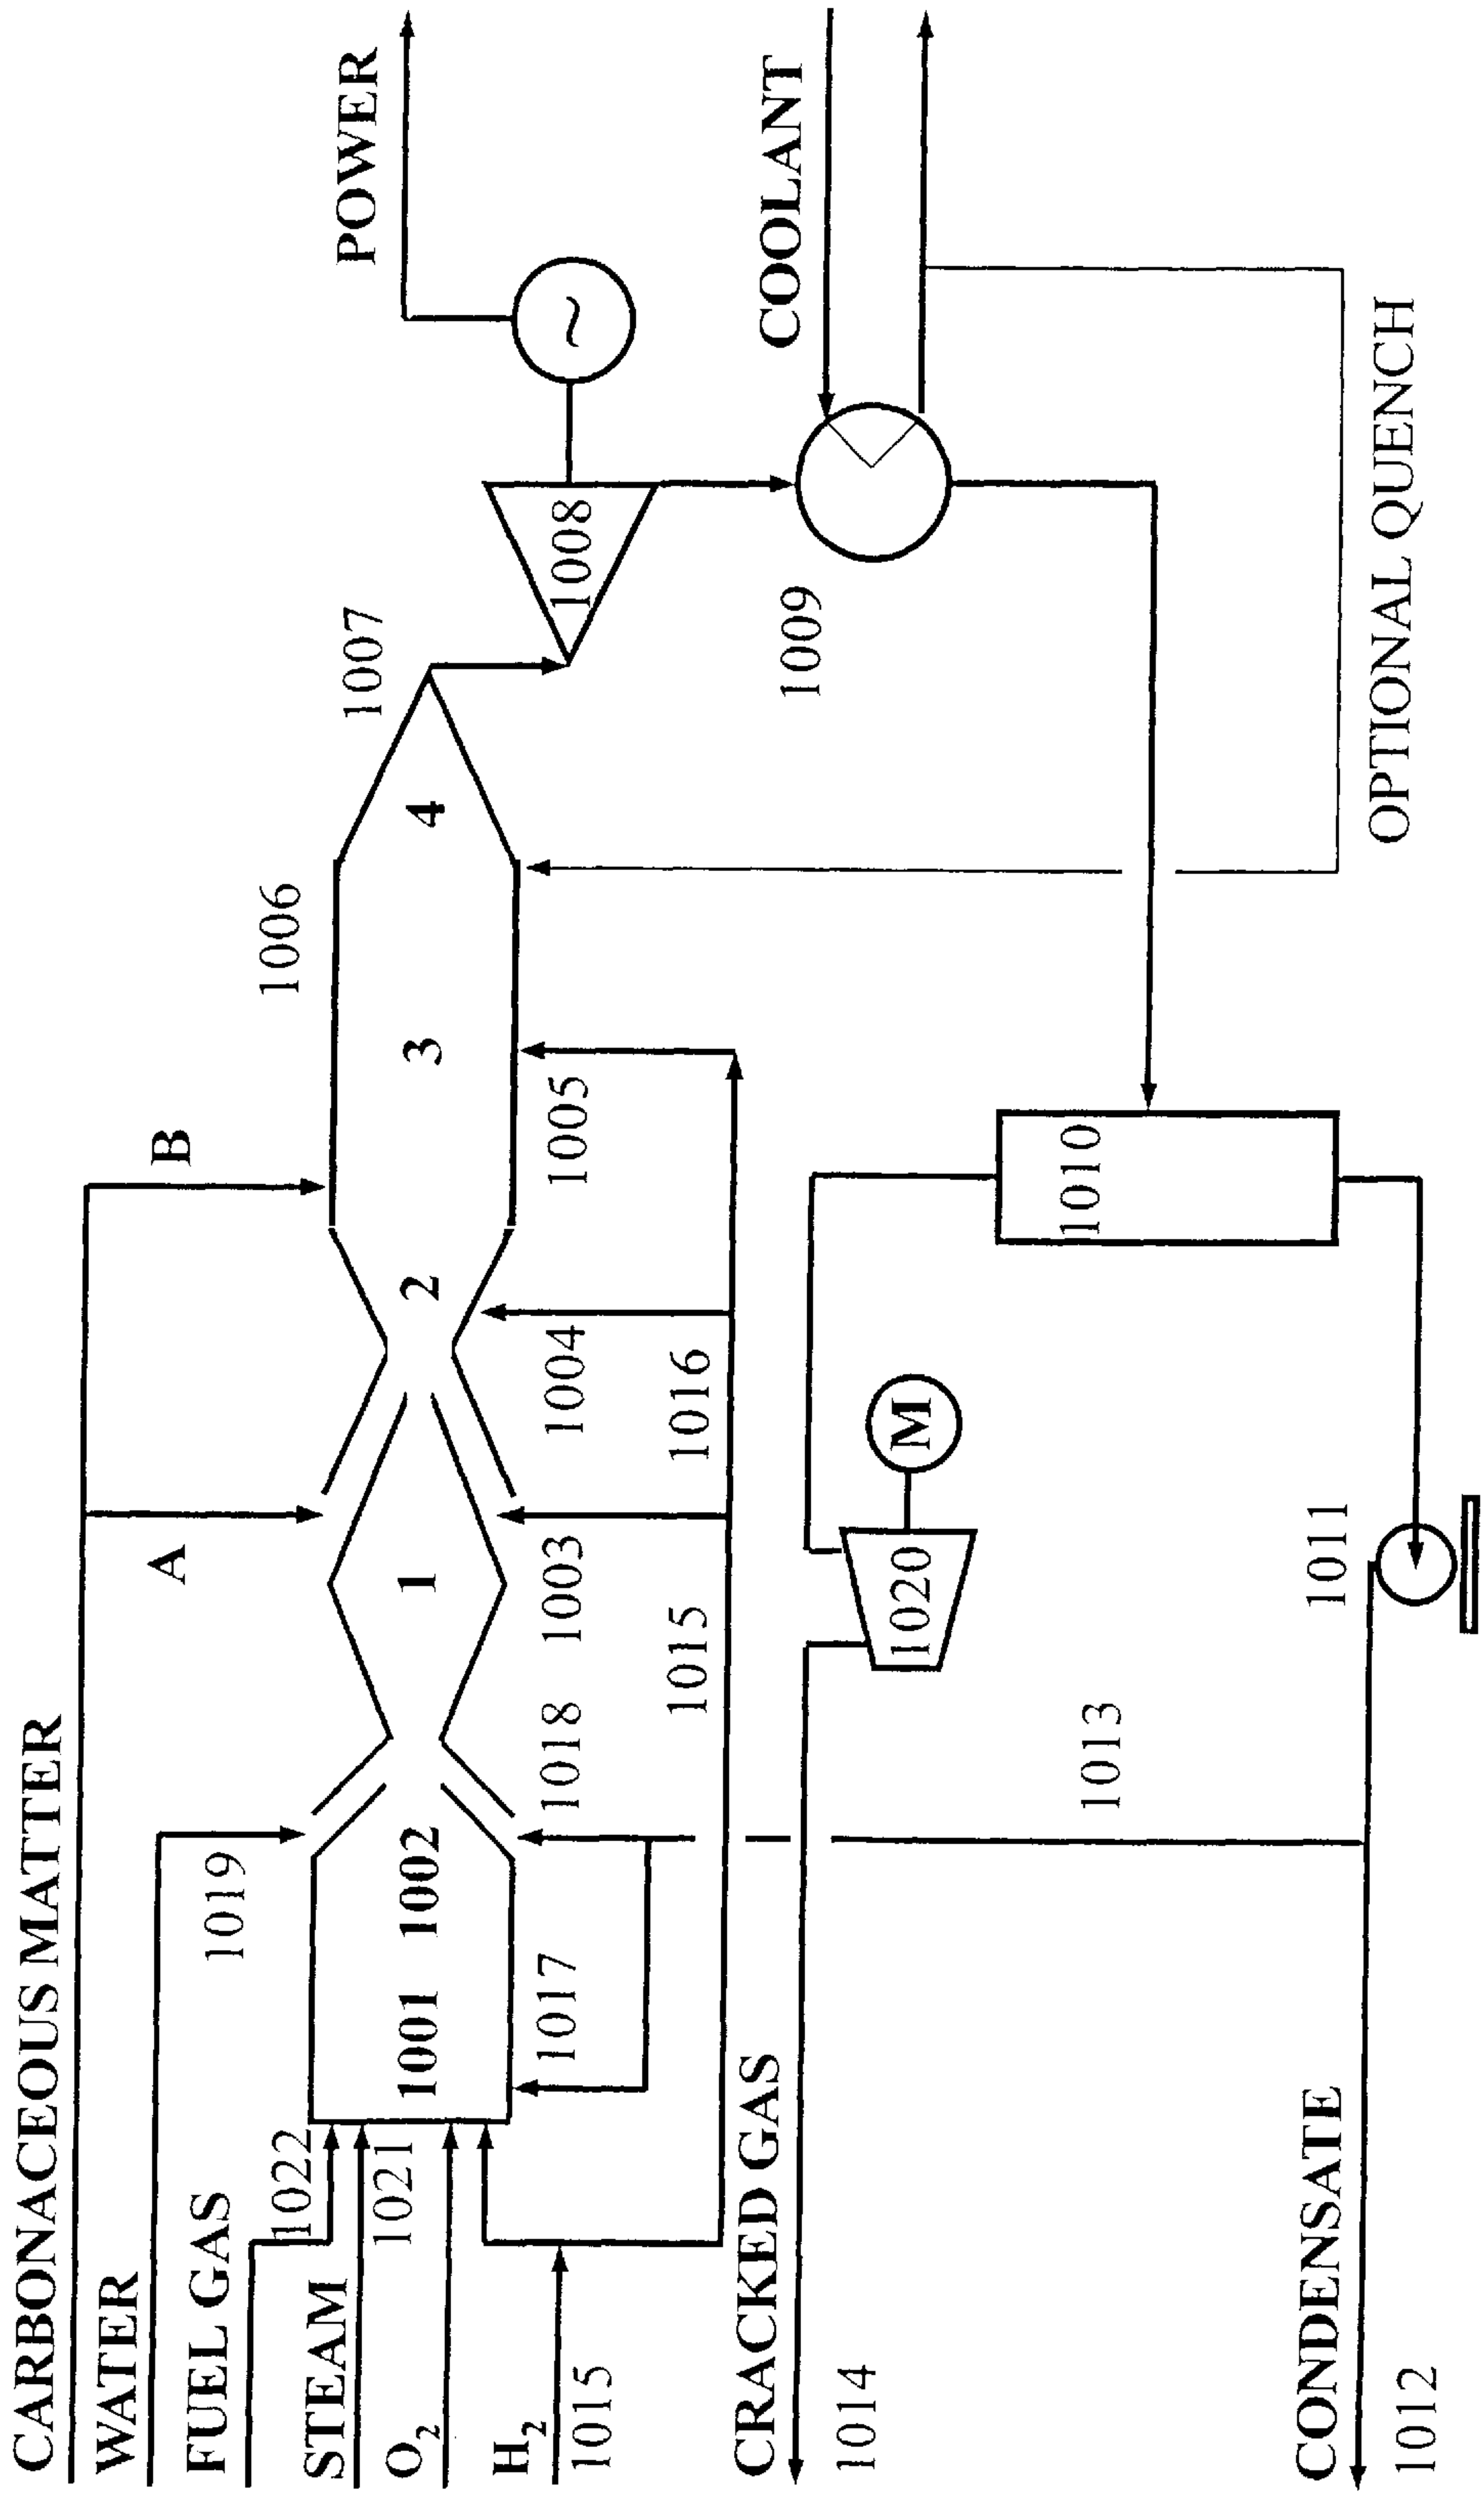 CARBONACEOUS MATTER
WATER
FUEL GAS
STEAM
O2
H2
1015
CRACKED GAS
1014
CONDENSATE
1012
1022
1021
1019
1001 1002
1017
1018
1003
1015
1013
A
1
1020
M
1011
1004
1016
2
B
1005
3
1010
1006
4
1007
1008
1009
OPTIONAL QUENCH
~
POWER
COOLANT